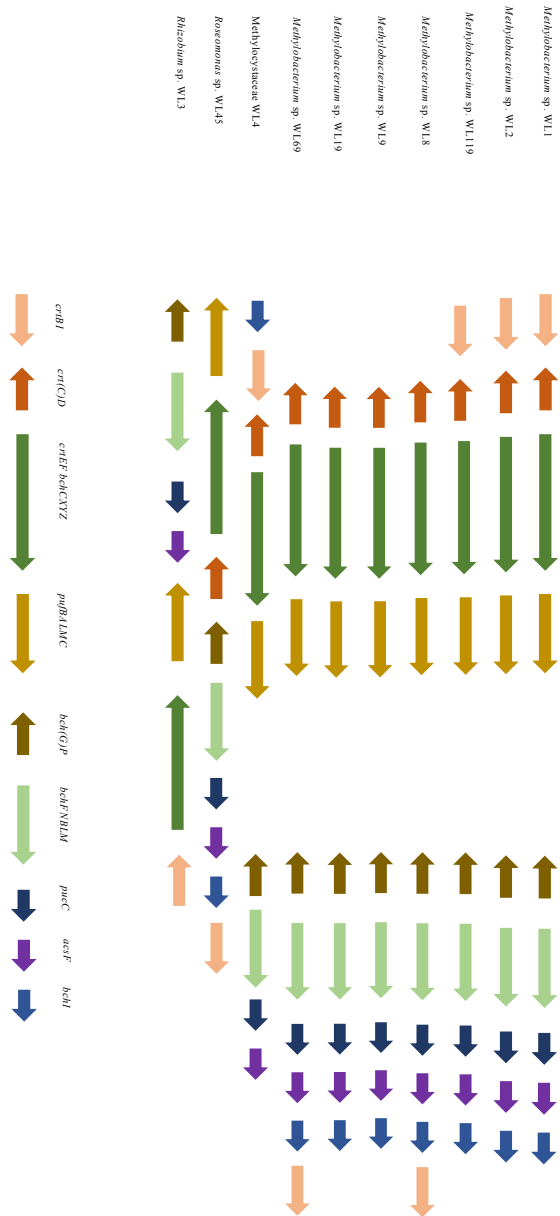 Methylobacterium sp. WL1
Methylobacterium sp. WL2
Methylobacterium sp. WL119
Methylobacterium sp. WL8
Methylobacterium sp. WL9
Methylobacterium sp. WL19
Methylobacterium sp. WL69
Methylocystaceae WL4
Roseomonas sp. WL45
Rhizobium sp. WL3
crtBI
crt(C)D
crtEF bchCXYZ
pufBALMC
bch(G)P
bchFNBLM
pucC
acsF
bchI